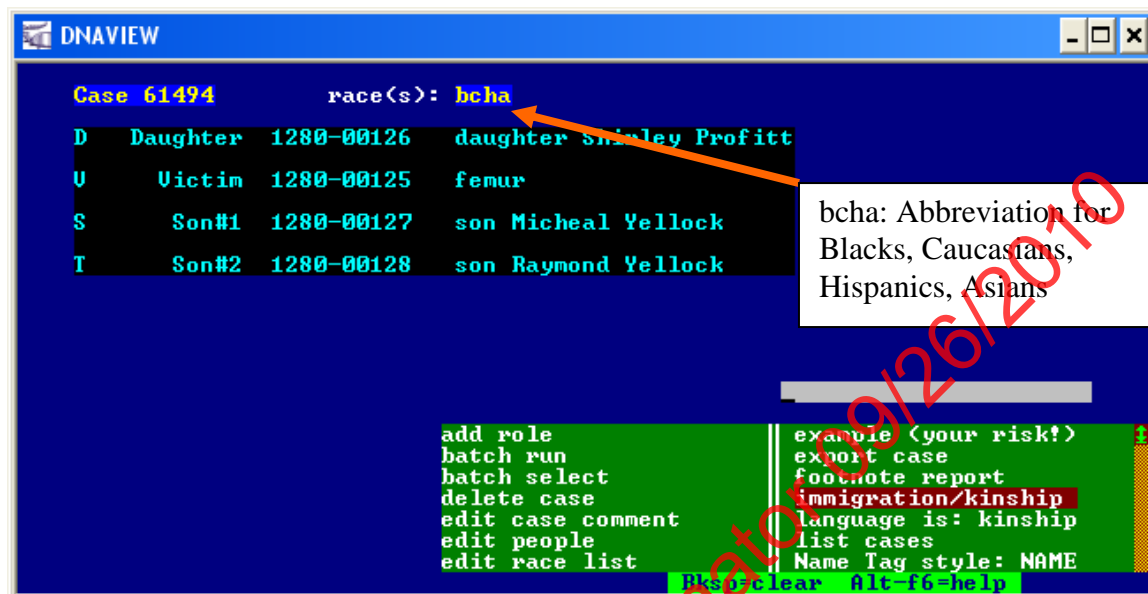 DNAVIEW
Case 61494 race(s): bcha
D Daughter 1280-00126 daughter Shirley Profitt
V Victim 1280-00125 femur
S Son#1 1280-00127 son Micheal Yellock
T Son#2 1280-00128 son Raymond Yellock
bcha: Abbreviation for
Blacks, Caucasians,
Hispanics, Asians
add role
batch run
batch select
delete case
edit case comment
edit people
edit race list
example (your risk!)
export case
footnote report
immigration/kinship
language is: kinship
list cases
Name Tag style: NAME
Bksp=clear Alt-f6=help
09/26/2010